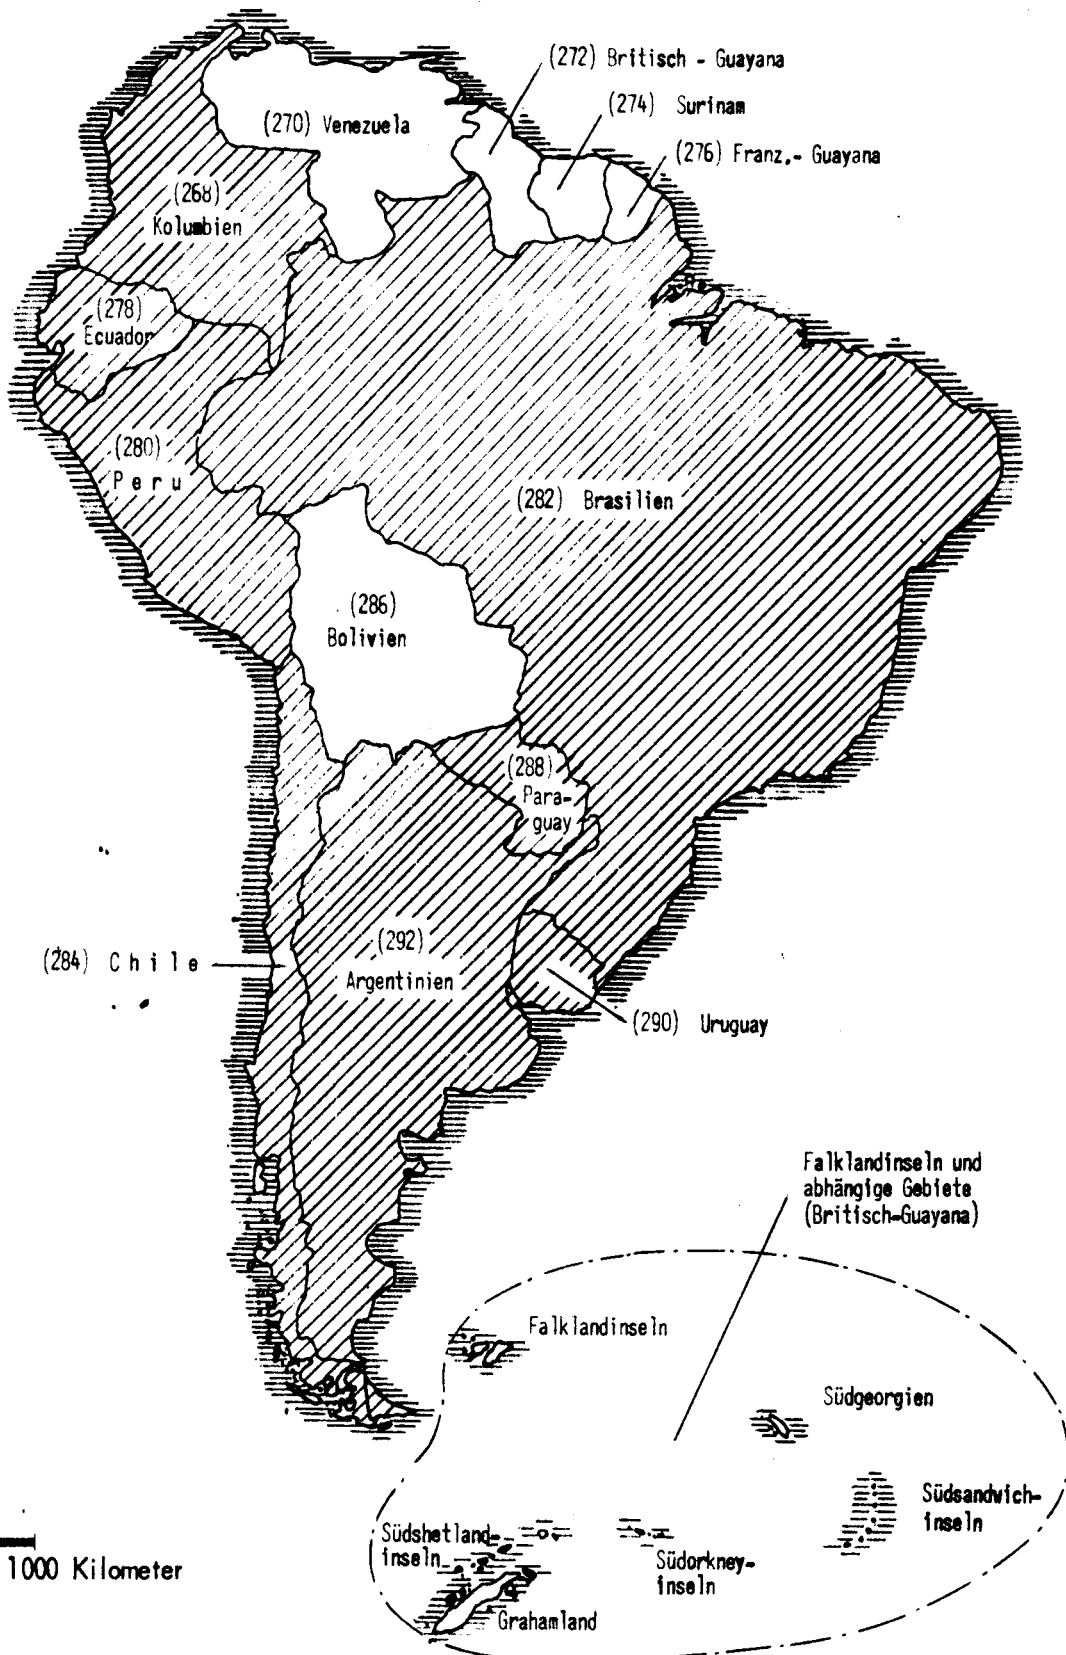 (272) Britisch - Guayana
(274) Surinam
(270) Venezuela
(276) Franz.- Guayana
(268)
Kolumbien
(278)
Ecuador
(280)
Peru
(282) Brasilien
(286)
Bolivien
(288)
Para-
guay
(292)
Argentinien
(284) Chile
(290) Uruguay
Falklandinseln und
abhängige Gebiete
(Britisch-Guayana)
Falklandinseln
Südgeorgien
Südsandwich-
inseln
Südshetland-
inseln
Südorkney-
inseln
Grahamland
1000 Kilometer